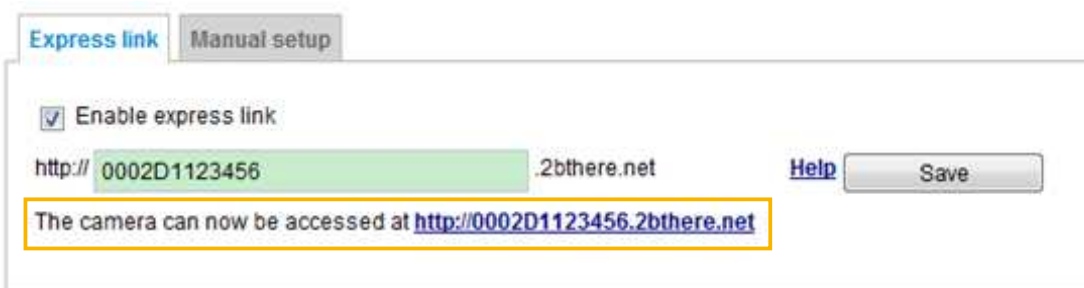 Express link Manual setup
Enable express link
http:// 0002D1123456 .2bthere.net Help Save
The camera can now be accessed at http://0002D1123456.2bthere.net